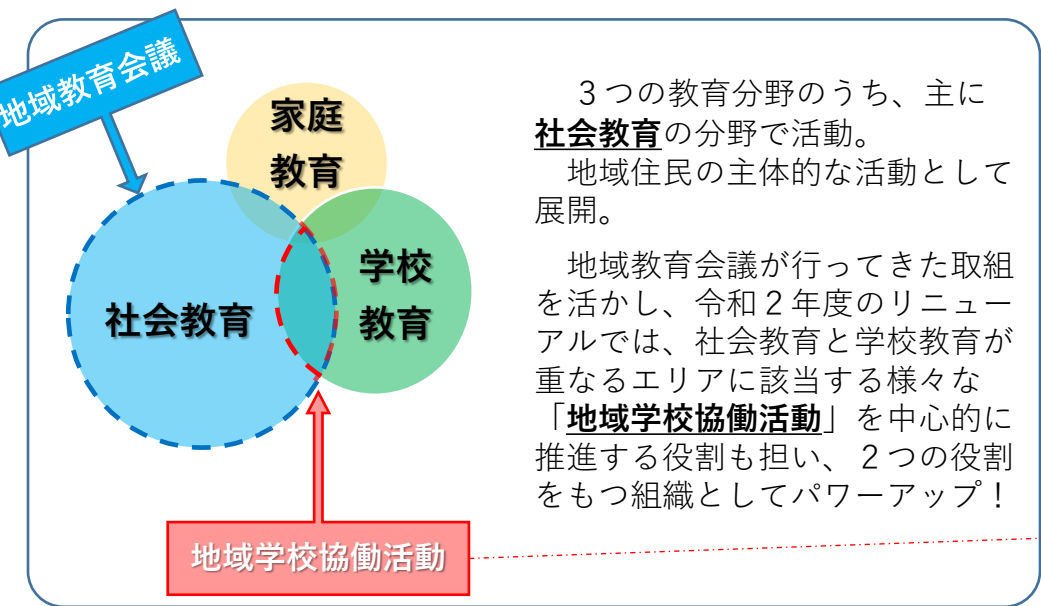 地域教育会議
家庭
教育
学校
教育
社会教育
地域学校協働活動
３つの教育分野のうち、主に
社会教育の分野で活動。
地域住民の主体的な活動として
展開。
地域教育会議が行ってきた取組
を活かし、令和２年度のリニュー
アルでは、社会教育と学校教育が
重なるエリアに該当する様々な
「地域学校協働活動」を中心的に
推進する役割も担い、２つの役割
をもつ組織としてパワーアップ！